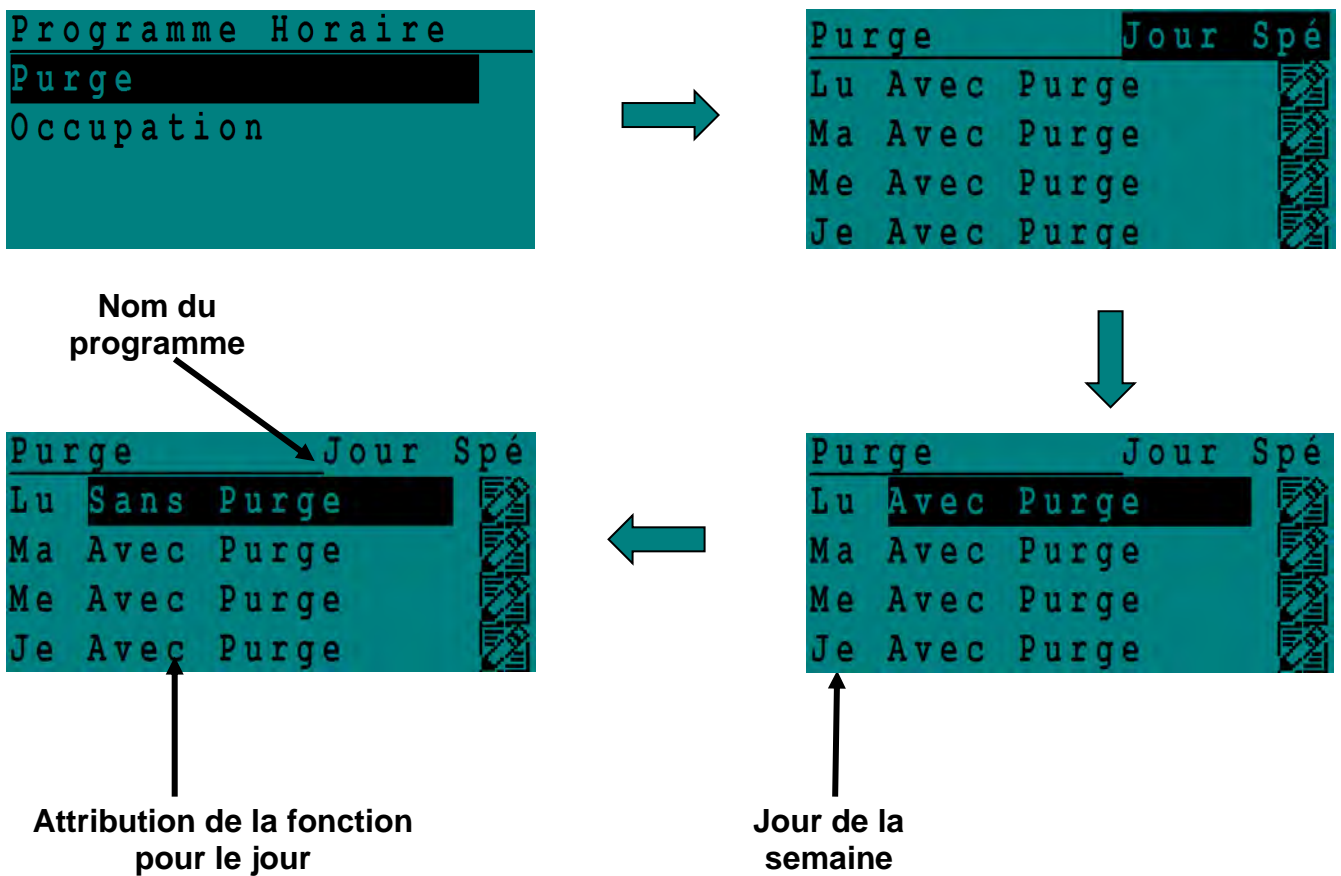 Programme Horaire
Purge
Occupation
Purge Jour Spé
Lu Avec Purge
Ma Avec Purge
Me Avec Purge
Je Avec Purge
Nom du
programme
Purge Jour Spé
Lu Sans Purge
Ma Avec Purge
Me Avec Purge
Je Avec Purge
Purge Jour Spé
Lu Avec Purge
Ma Avec Purge
Me Avec Purge
Je Avec Purge
Attribution de la fonction
pour le jour
Jour de la
semaine